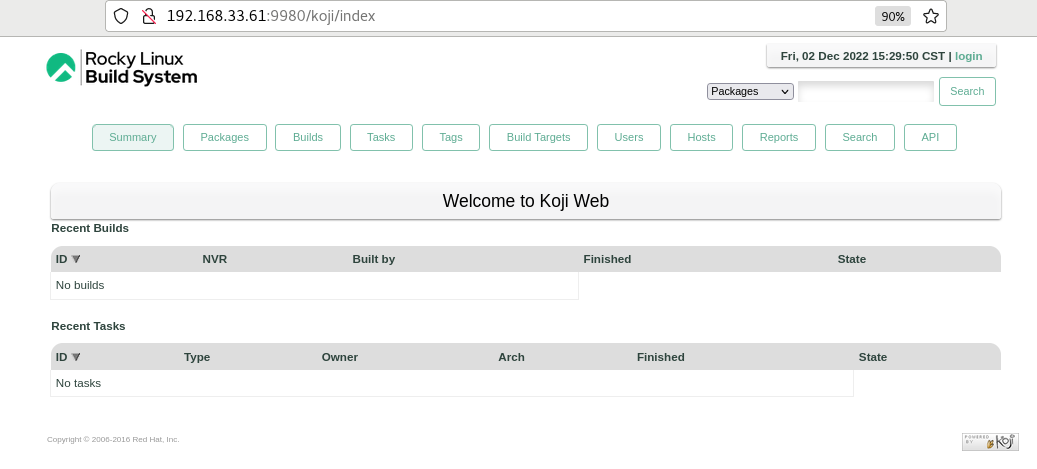 192.168.33.61:9980/koji/index
90%
Rocky Linux
Build System
Fri, 02 Dec 2022 15:29:50 CST | login
Packages
Search
Summary Packages Builds Tasks Tags Build Targets Users Hosts Reports Search API
Welcome to Koji Web
Recent Builds
ID NVR Built by Finished State
No builds
Recent Tasks
ID Type Owner Arch Finished State
No tasks
Copyright © 2006-2016 Red Hat, Inc.
POWERED
BY
Koji